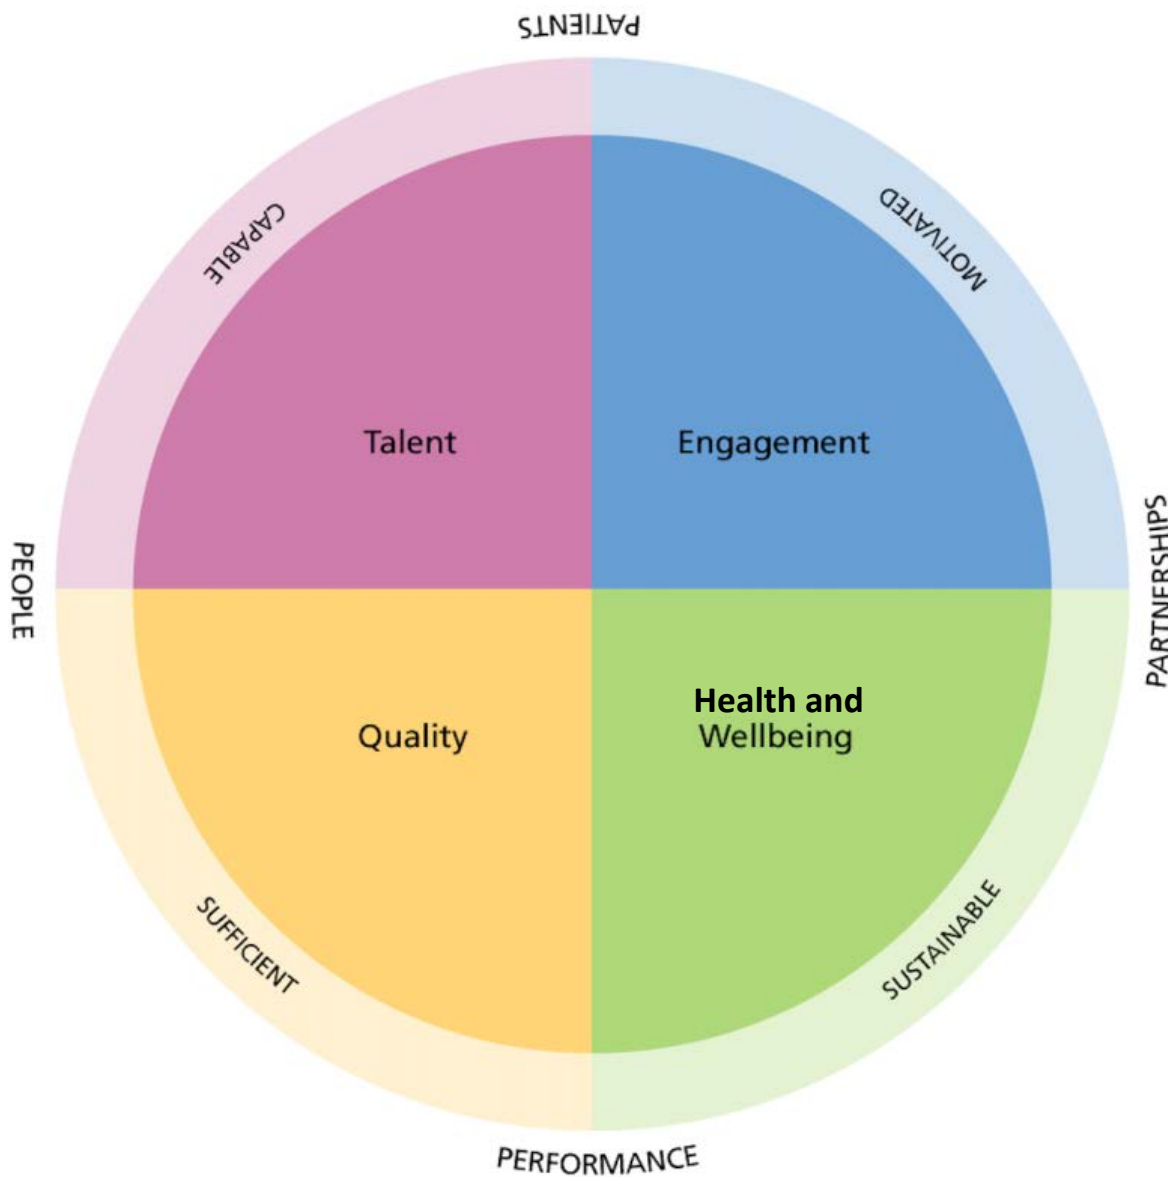 PATIENTS
CAPABLE
MOTIVATED
Talent
Engagement
PEOPLE
PARTNERSHIPS
Quality
Health and
Wellbeing
SUFFICIENT
SUSTAINABLE
PERFORMANCE